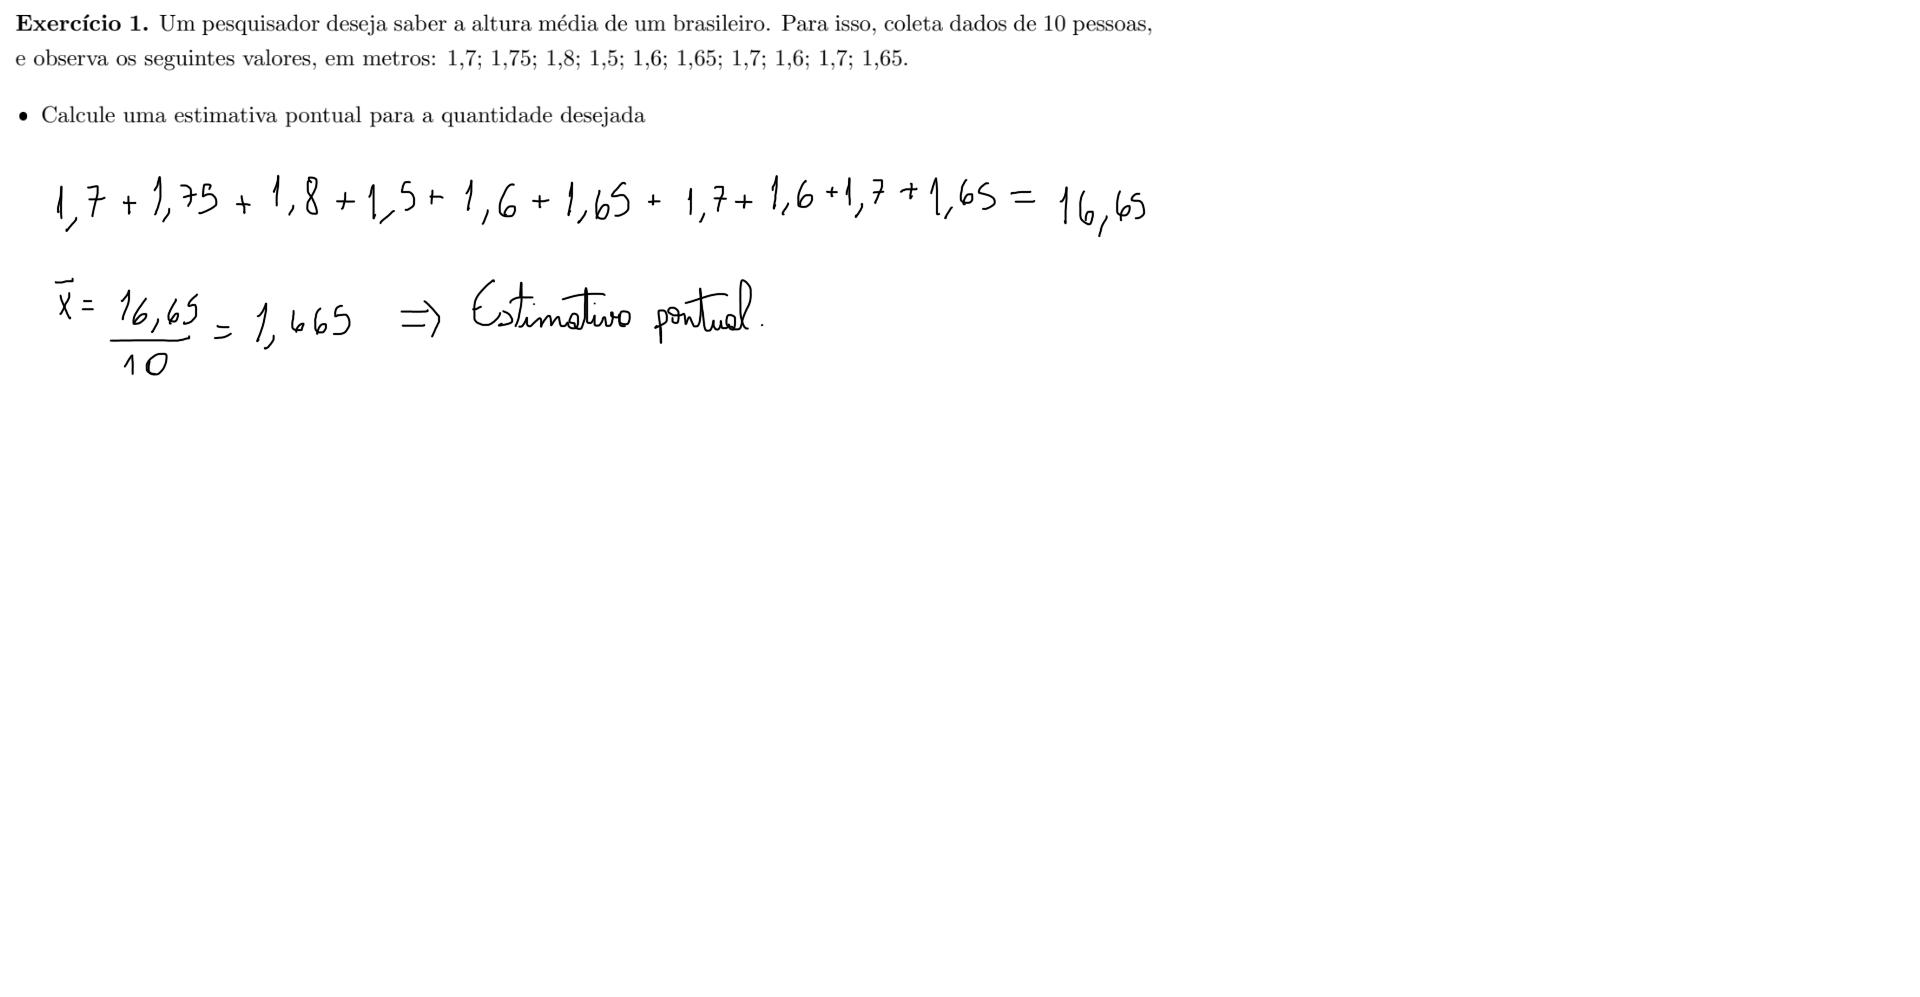 Exercício 1. Um pesquisador deseja saber a altura média de um brasileiro. Para isso, coleta dados de 10 pessoas,
e observa os seguintes valores, em metros: 1,7; 1,75; 1,8; 1,5; 1,6; 1,65; 1,7; 1,6; 1,7; 1,65.
• Calcule uma estimativa pontual para a quantidade desejada
1,7 + 1,75 + 1,8 + 1,5 + 1,6 + 1,65 + 1,7 + 1,6 + 1,7 + 1,65 = 16,65
x̄ = 16,65 / 10 = 1,665 ⇒ Estimativa pontual.